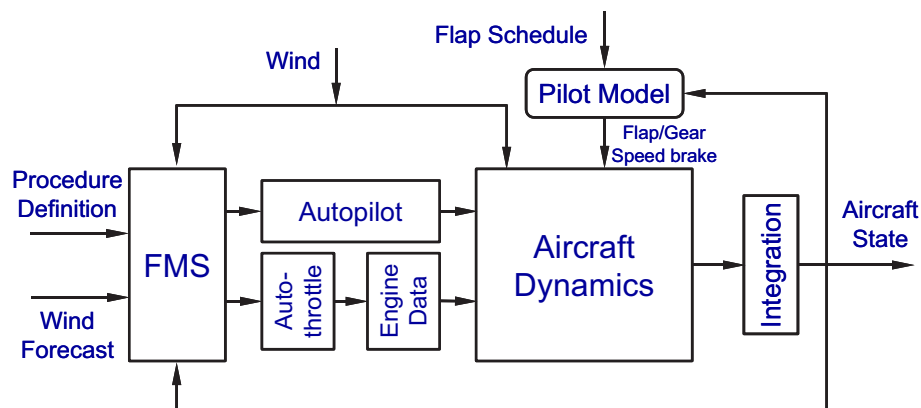 Flap Schedule
Wind
Pilot Model
Flap/Gear
Speed brake
Procedure
Definition
Autopilot
Aircraft
State
FMS
Aircraft
Dynamics
Integration
Auto-
throttle
Engine
Data
Wind
Forecast